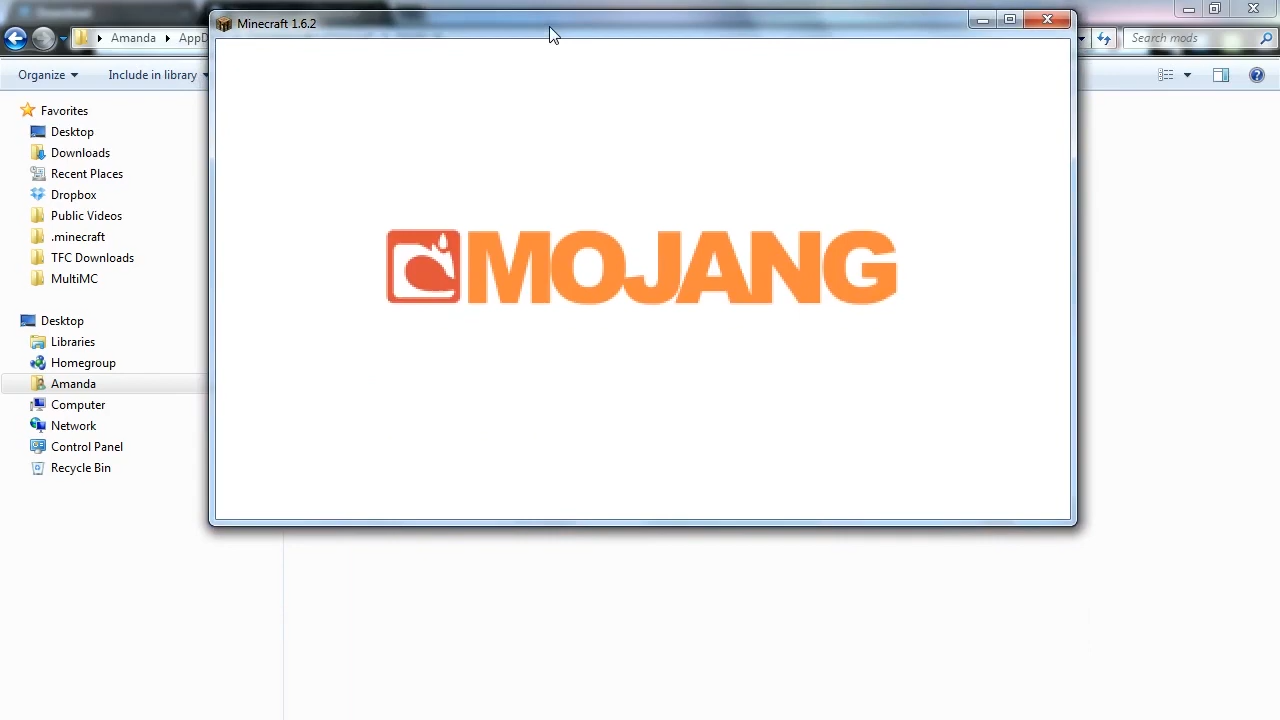 Minecraft 1.6.2
Amanda
Search mods
Organize
Include in library
Favorites
Desktop
Downloads
Recent Places
Dropbox
Public Videos
.minecraft
TFC Downloads
MultiMC
Desktop
Libraries
Homegroup
Amanda
Computer
Network
Control Panel
Recycle Bin
MOJANG